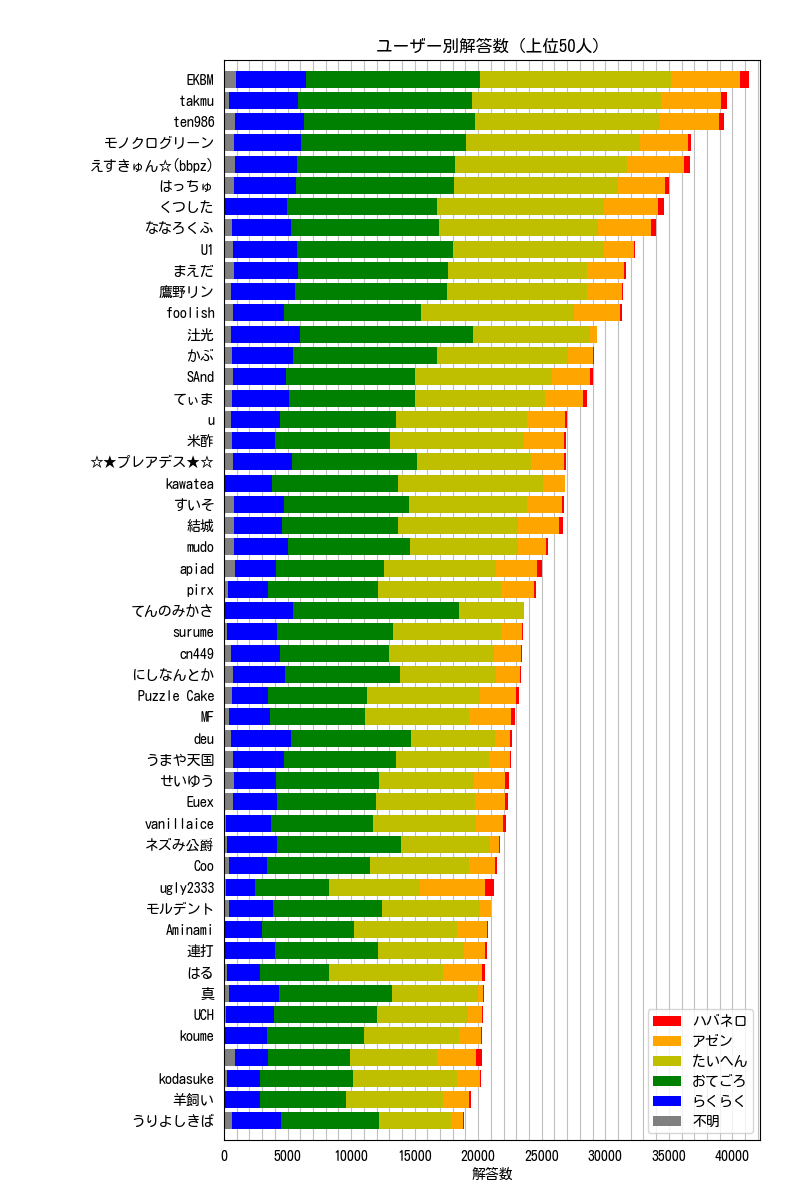 ユーザー別解答数 (上位50人)
EKBM
takmu
ten986
モノクログリーン
えすきゅん☆(bbpz)
はっちゅ
くつした
ななろくふ
U1
まえだ
鷹野リン
foolish
汢光
かぶ
SAnd
てぃま
u
米酢
☆★プレアデス★☆
kawatea
すいそ
結城
mudo
apiad
pirx
てんのみかさ
surume
cn449
にしなんとか
Puzzle Cake
MF
deu
うまや天国
せいゆう
Euex
vanillaice
ネズみ公爵
Coo
ugly2333
モルデント
Aminami
連打
はる
真
UCH
koume
kodasuke
羊飼い
うりよしきば
ハバネロ
アゼン
たいへん
おてごろ
らくらく
不明
0 5000 10000 15000 20000 25000 30000 35000 40000
解答数